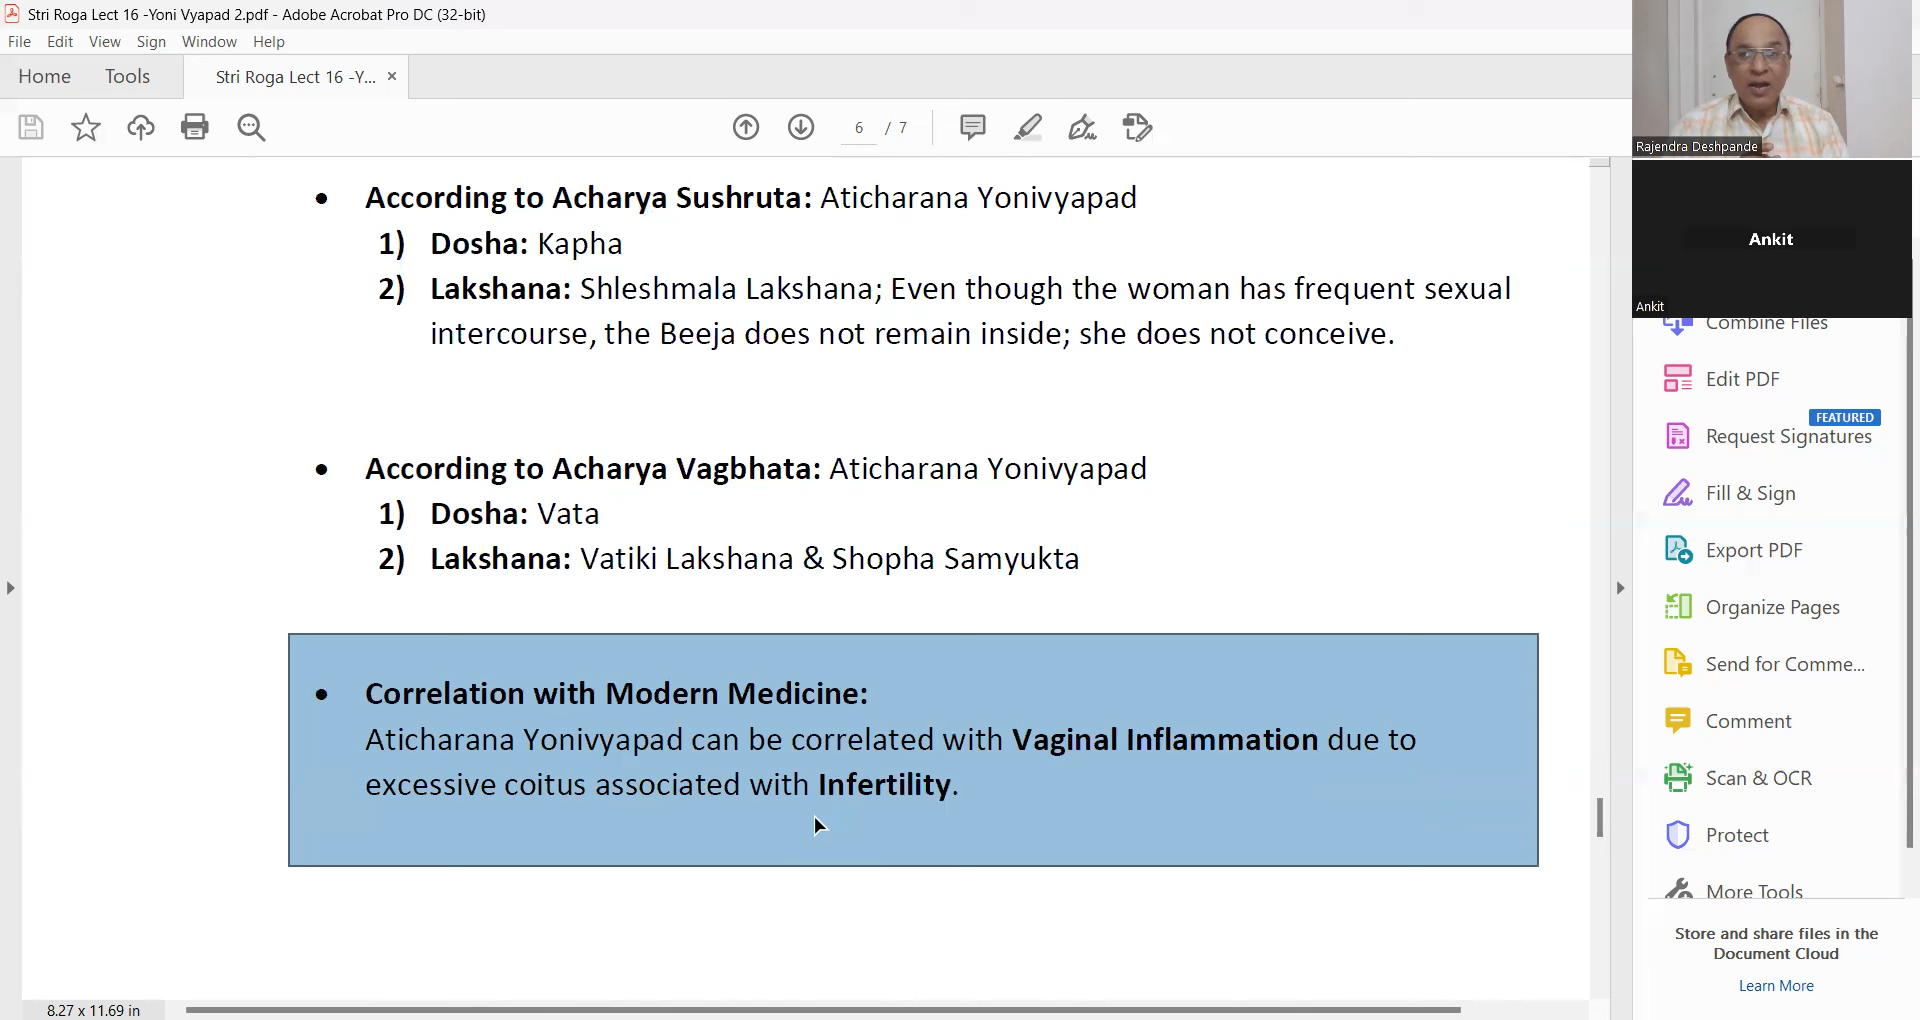 Stri Roga Lect 16 -Yoni Vyapad 2.pdf - Adobe Acrobat Pro DC (32-bit)
File Edit View Sign Window Help
Home Tools Stri Roga Lect 16 -Y... ×
6 / 7
• According to Acharya Sushruta: Aticharana Yonivyapad
1) Dosha: Kapha
2) Lakshana: Shleshmala Lakshana; Even though the woman has frequent sexual
intercourse, the Beeja does not remain inside; she does not conceive.
• According to Acharya Vagbhata: Aticharana Yonivyapad
1) Dosha: Vata
2) Lakshana: Vatiki Lakshana & Shopha Samyukta
• Correlation with Modern Medicine:
Aticharana Yonivyapad can be correlated with Vaginal Inflammation due to
excessive coitus associated with Infertility.
8.27 x 11.69 in
Rajendra Deshpande
Ankit
Ankit
Combine Files
Edit PDF
FEATURED
Request Signatures
Fill & Sign
Export PDF
Organize Pages
Send for Comme...
Comment
Scan & OCR
Protect
More Tools
Store and share files in the
Document Cloud
Learn More